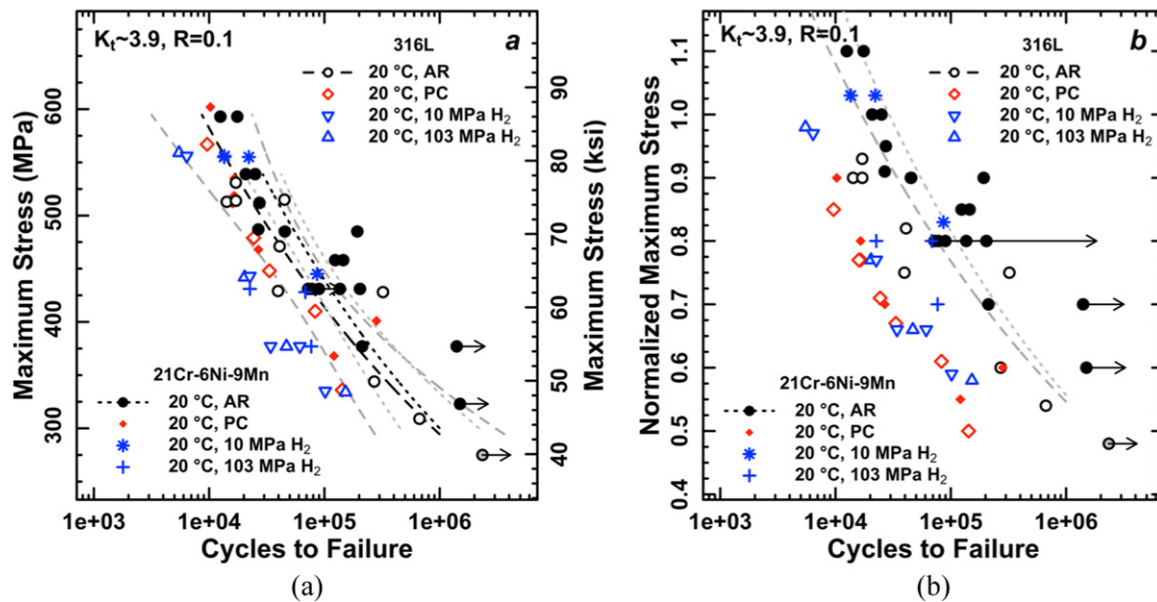 K_t~3.9, R=0.1
a
316L
20 °C, AR
20 °C, PC
20 °C, 10 MPa H₂
20 °C, 103 MPa H₂
21Cr-6Ni-9Mn
20 °C, AR
20 °C, PC
20 °C, 10 MPa H₂
20 °C, 103 MPa H₂
Maximum Stress (MPa)
600
500
400
300
Maximum Stress (ksi)
90
80
70
60
50
40
1e+03 1e+04 1e+05 1e+06
Cycles to Failure
(a)
K_t~3.9, R=0.1
b
316L
20 °C, AR
20 °C, PC
20 °C, 10 MPa H₂
20 °C, 103 MPa H₂
21Cr-6Ni-9Mn
20 °C, AR
20 °C, PC
20 °C, 10 MPa H₂
20 °C, 103 MPa H₂
Normalized Maximum Stress
1.1
1.0
0.9
0.8
0.7
0.6
0.5
0.4
1e+03 1e+04 1e+05 1e+06
Cycles to Failure
(b)